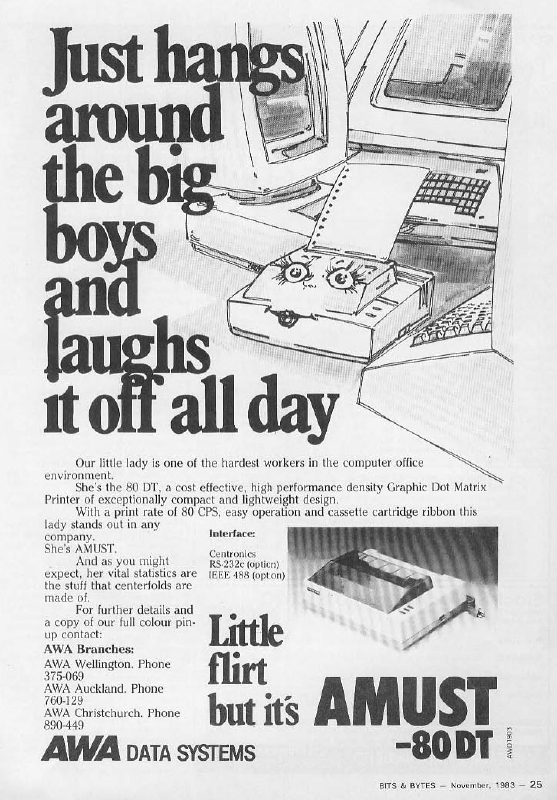 Just hangs
around
the big
boys
and
laughs
it off all day
Our little lady is one of the hardest workers in the computer office
environment.
She's the 80 DT, a cost effective, high performance density Graphic Dot Matrix
Printer of exceptionally compact and lightweight design.
With a print rate of 80 CPS, easy operation and cassette cartridge ribbon this
lady stands out in any
company.
She's AMUST.
And as you might
expect, her vital statistics are
the stuff that centerfolds are
made of.
For further details and
a copy of our full colour pin-
up contact:
AWA Branches:
AWA Wellington. Phone
375-069
AWA Auckland. Phone
760-129
AWA Christchurch. Phone
890-449
Interface:
Centronics
RS-232c (option)
IEEE 488 (option)
Little
flirt
but it's AMUST
-80 DT
AWA DATA SYSTEMS
AWD1903
BITS & BYTES — November, 1983 — 25